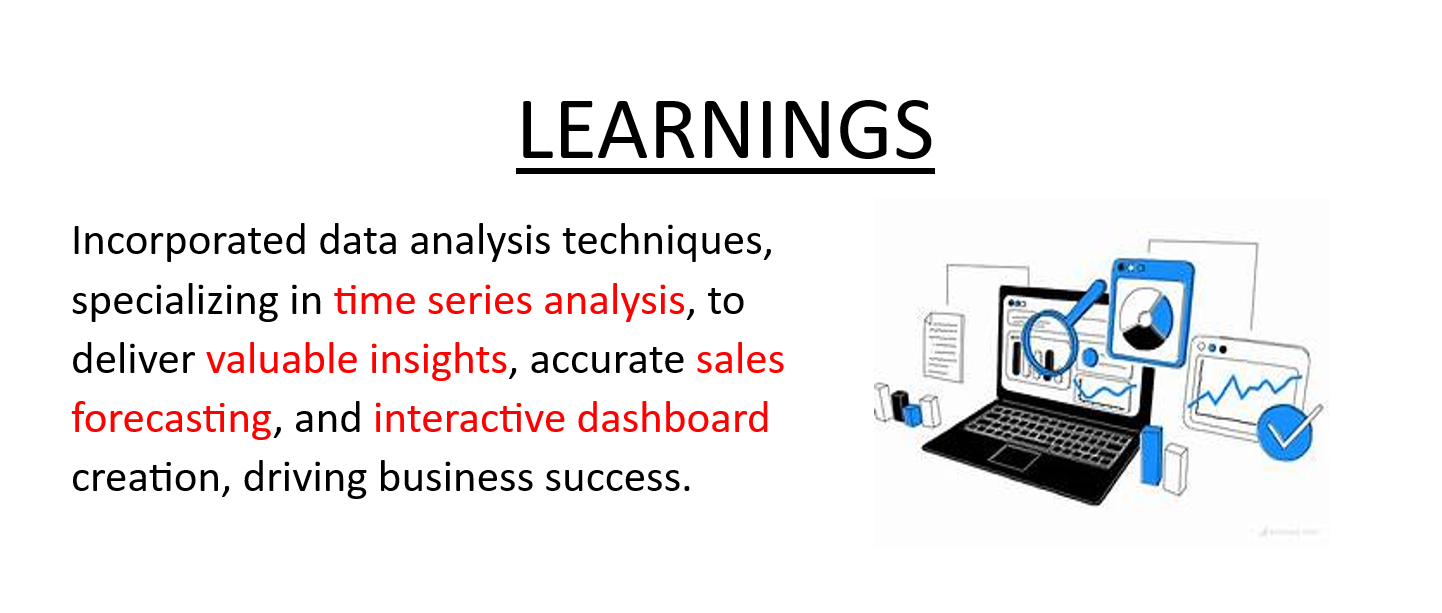 LEARNINGS
Incorporated data analysis techniques,
specializing in time series analysis, to
deliver valuable insights, accurate sales
forecasting, and interactive dashboard
creation, driving business success.